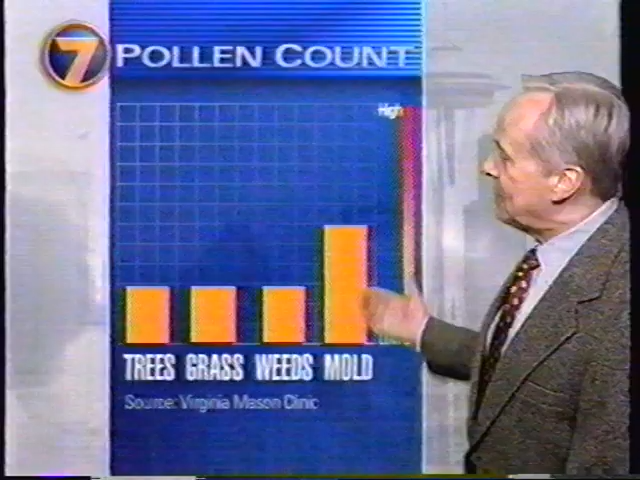 7
POLLEN COUNT
High
TREES GRASS WEEDS MOLD
Source: Virginia Mason Clinic